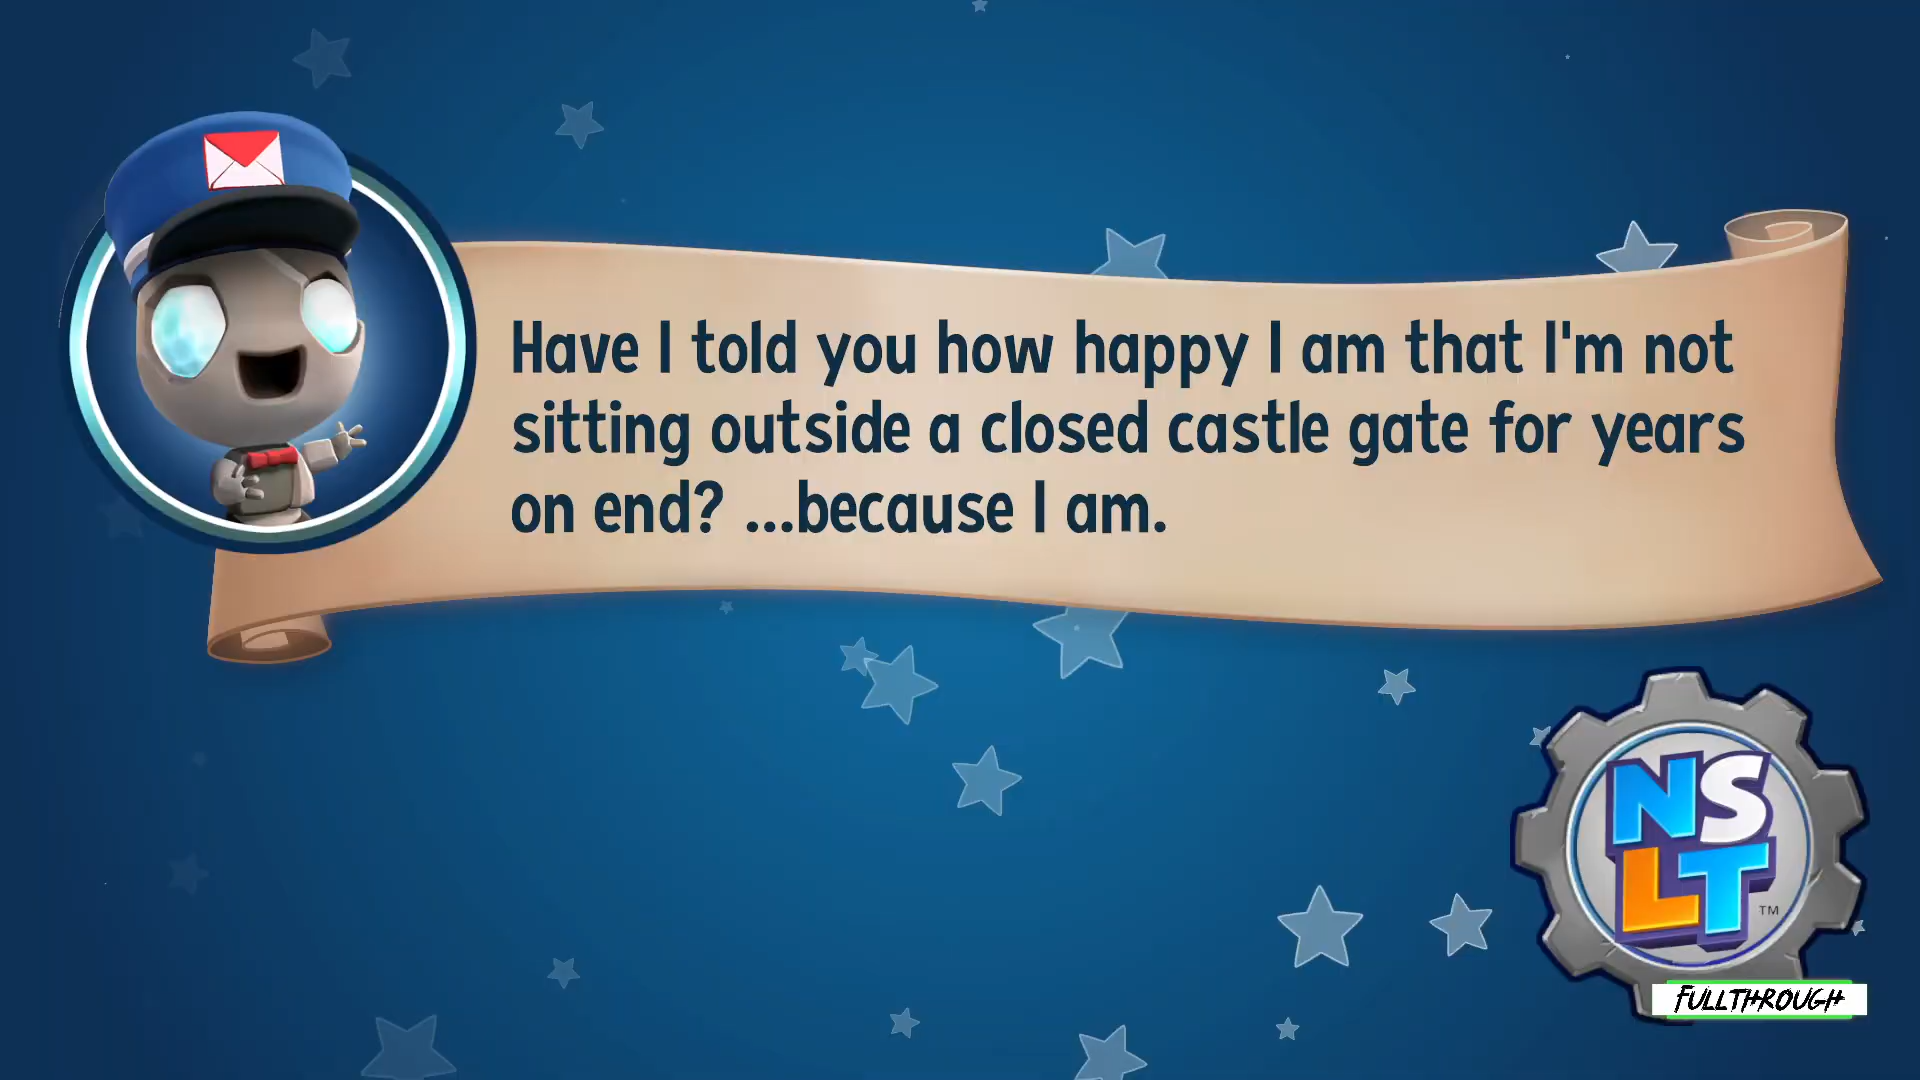 Have I told you how happy I am that I'm not
sitting outside a closed castle gate for years
on end? ...because I am.
NS
LT
TM
FULLTHROUGH